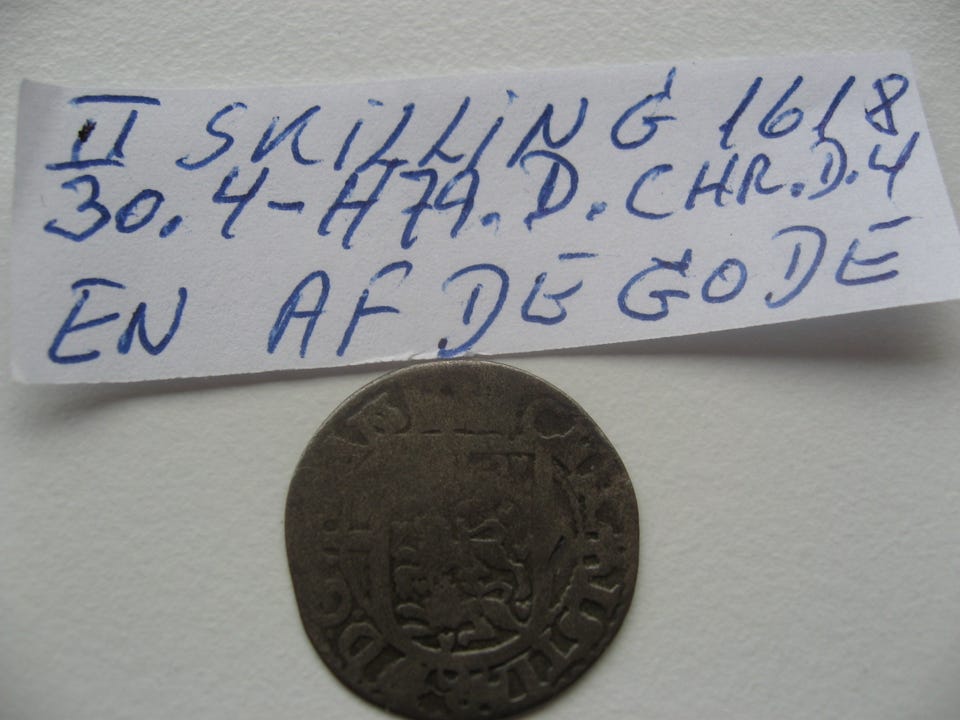 II SKILLING 1618
30.4-H79.D.CHR.D.4
EN AF DE GODE